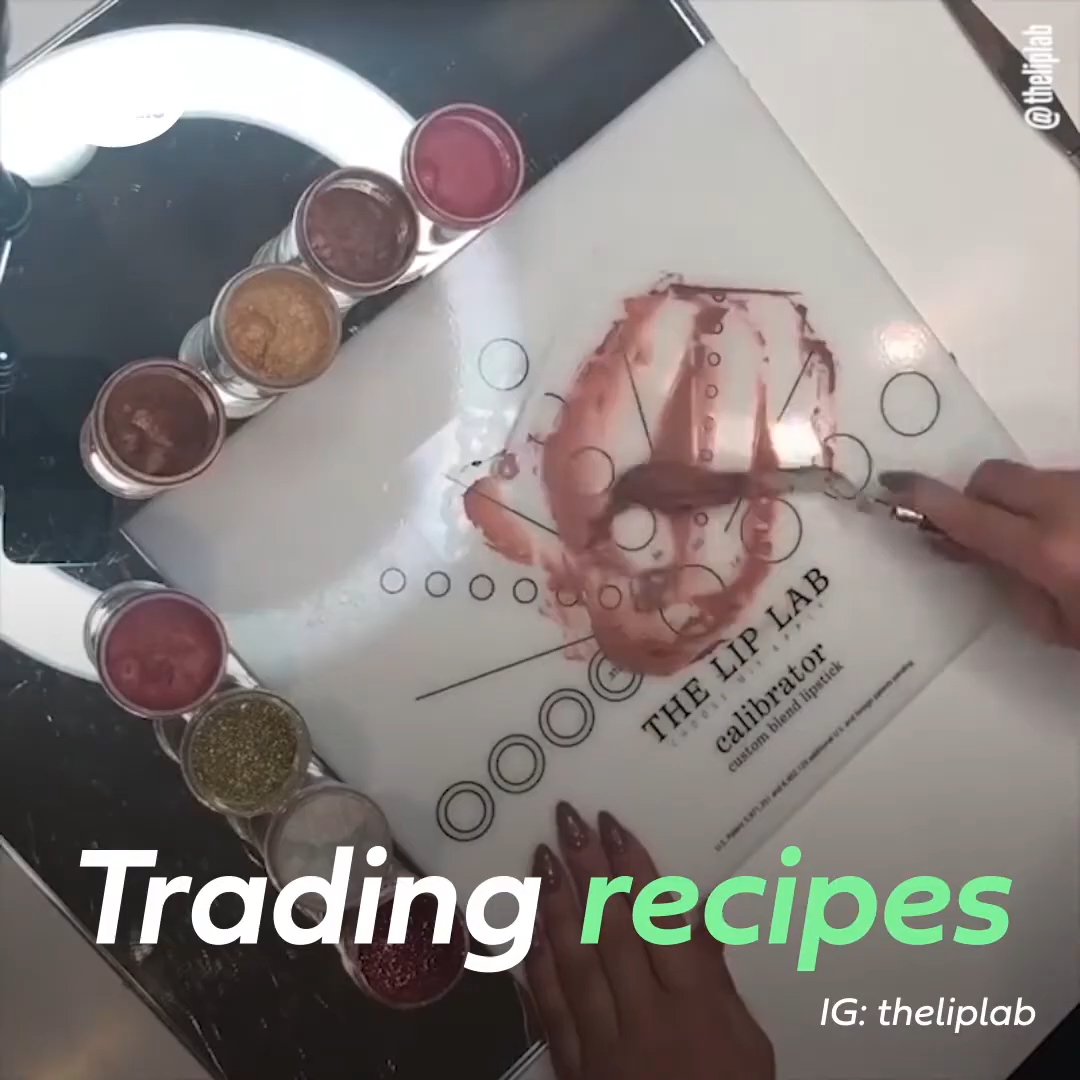 @theliplab
THE LIP LAB
calibrator
custom blend lipstick
Trading recipes
IG: theliplab